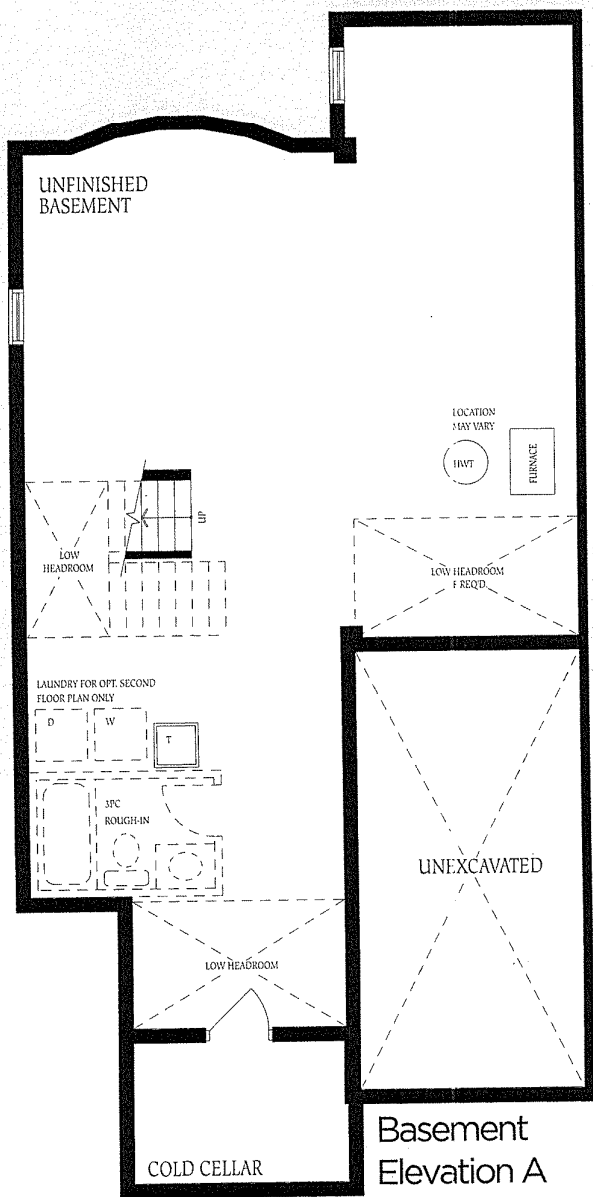 UNFINISHED
BASEMENT
LOCATION
MAY VARY
HWT
FURNACE
UP
LOW
HEADROOM
LOW HEADROOM
F REQ'D.
LAUNDRY FOR OPT. SECOND
FLOOR PLAN ONLY
D
W
T
3PC
ROUGH-IN
UNEXCAVATED
LOW HEADROOM
COLD CELLAR
Basement
Elevation A